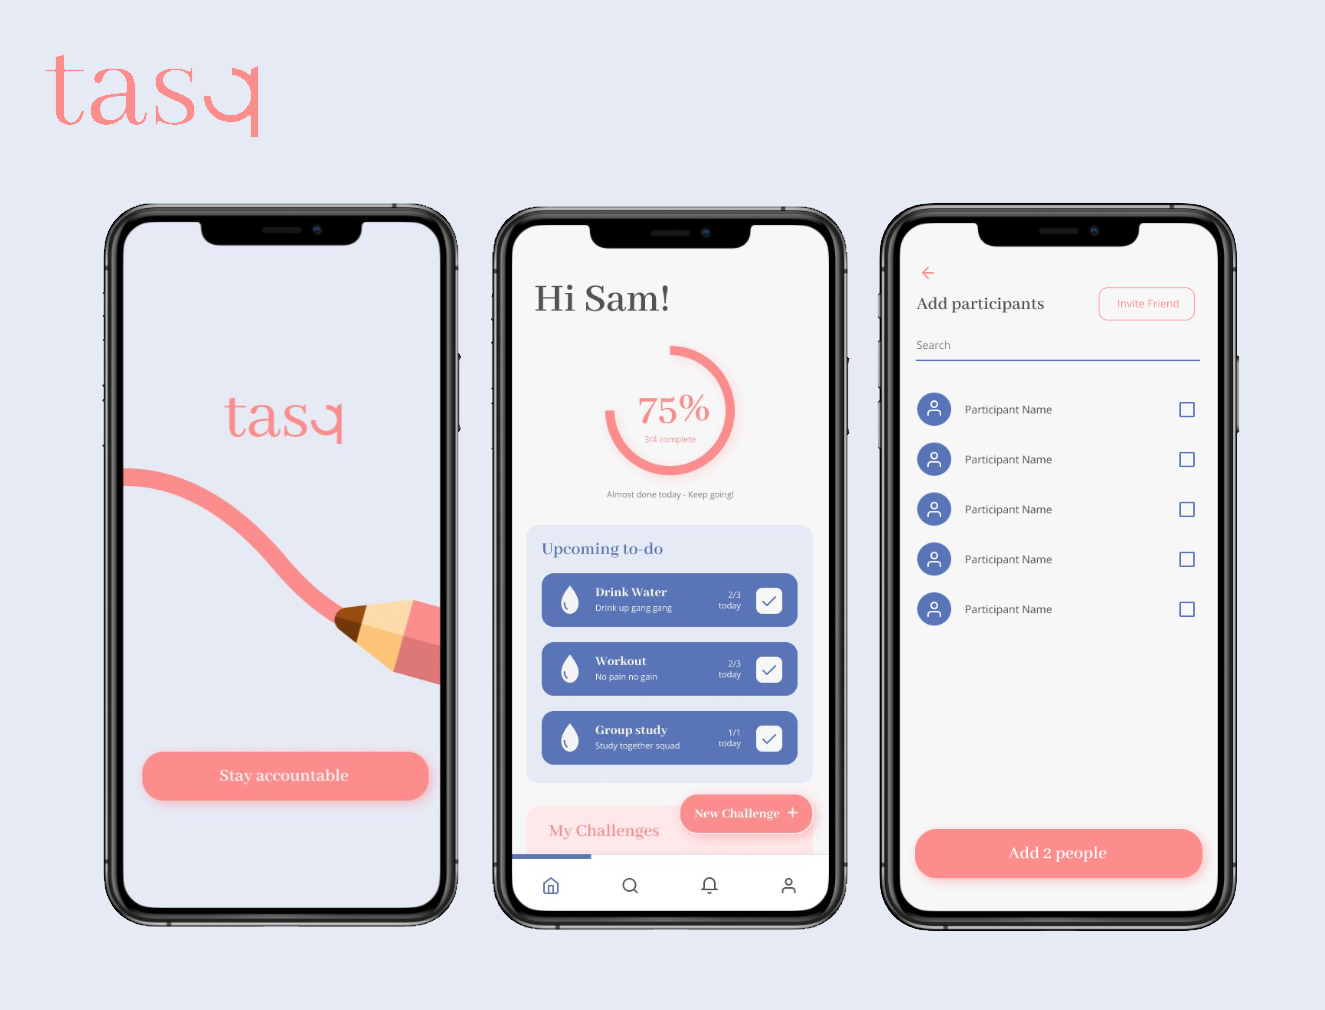 tasq
tasq
Stay accountable
Hi Sam!
75%
3/4 complete
Almost done today - Keep going!
Upcoming to-do
Drink Water
Drink up gang gang
2/3
today
Workout
No pain no gain
2/3
today
Group study
Study together squad
1/1
today
New Challenge +
My Challenges
Add participants
Invite Friend
Search
Participant Name
Participant Name
Participant Name
Participant Name
Participant Name
Add 2 people